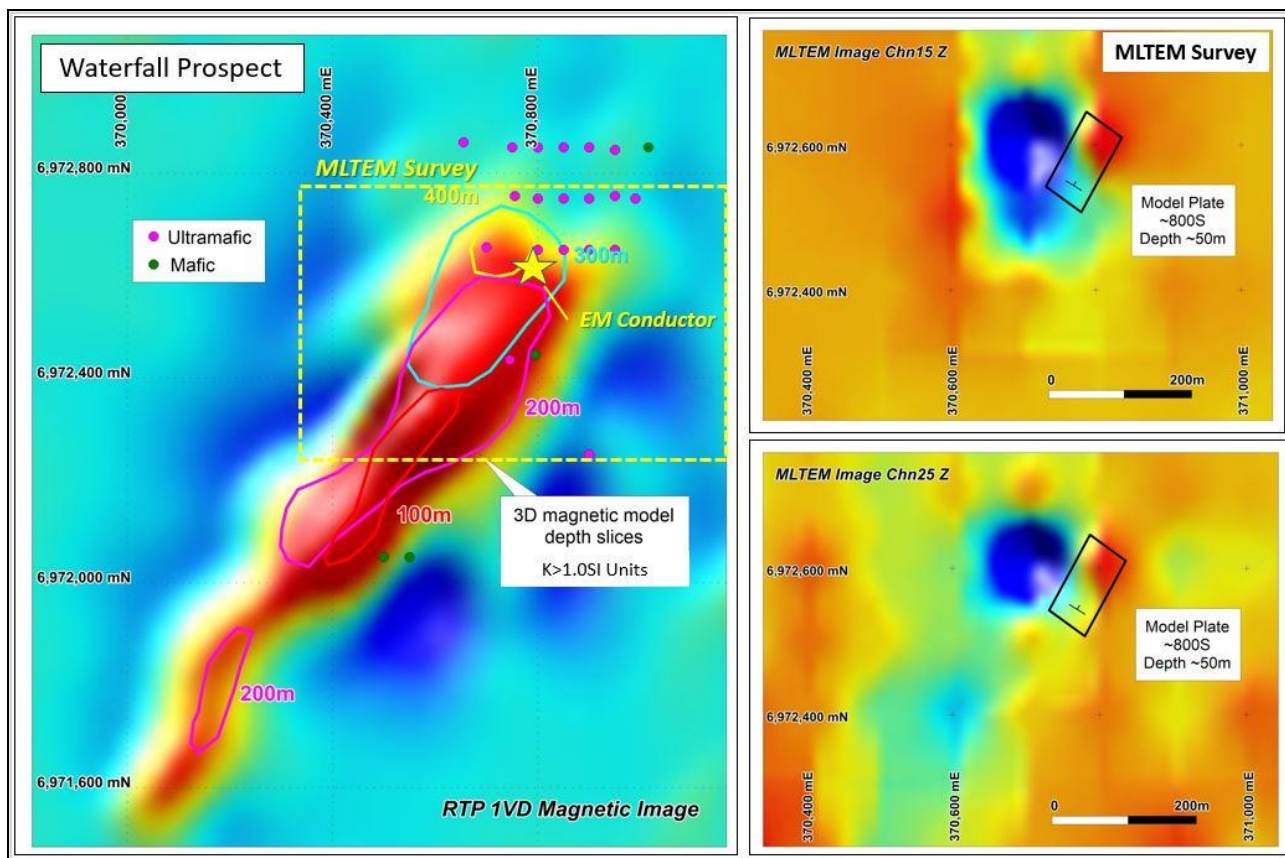 Waterfall Prospect
370,000 mE
370,400 mE
370,800 mE
6,972,800 mN
MLTEM Survey
400m
Ultramafic
Mafic
300m
EM Conductor
6,972,400 mN
200m
100m
3D magnetic model
depth slices
K>1.0SI Units
6,972,000 mN
200m
6,971,600 mN
RTP 1VD Magnetic Image
MLTEM Image Chn15 Z
MLTEM Survey
6,972,600 mN
Model Plate
~800S
Depth ~50m
6,972,400 mN
370,400 mE
370,600 mE
371,000 mE
0
200m
MLTEM Image Chn25 Z
6,972,600 mN
Model Plate
~800S
Depth ~50m
6,972,400 mN
370,400 mE
370,600 mE
371,000 mE
0
200m